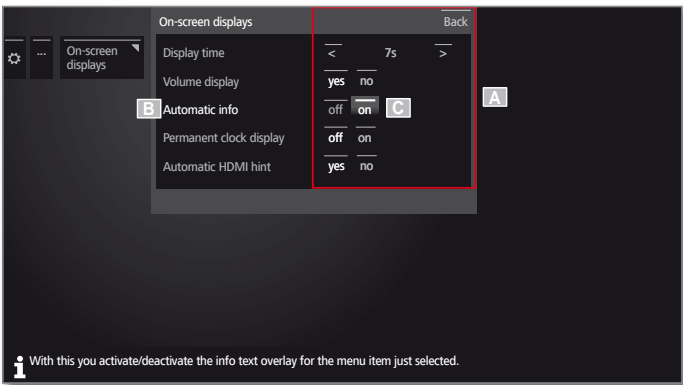 On-screen displays Back
...
On-screen
displays
Display time < 7s >
Volume display yes no
A
B Automatic info off on C
Permanent clock display off on
Automatic HDMI hint yes no
i With this you activate/deactivate the info text overlay for the menu item just selected.